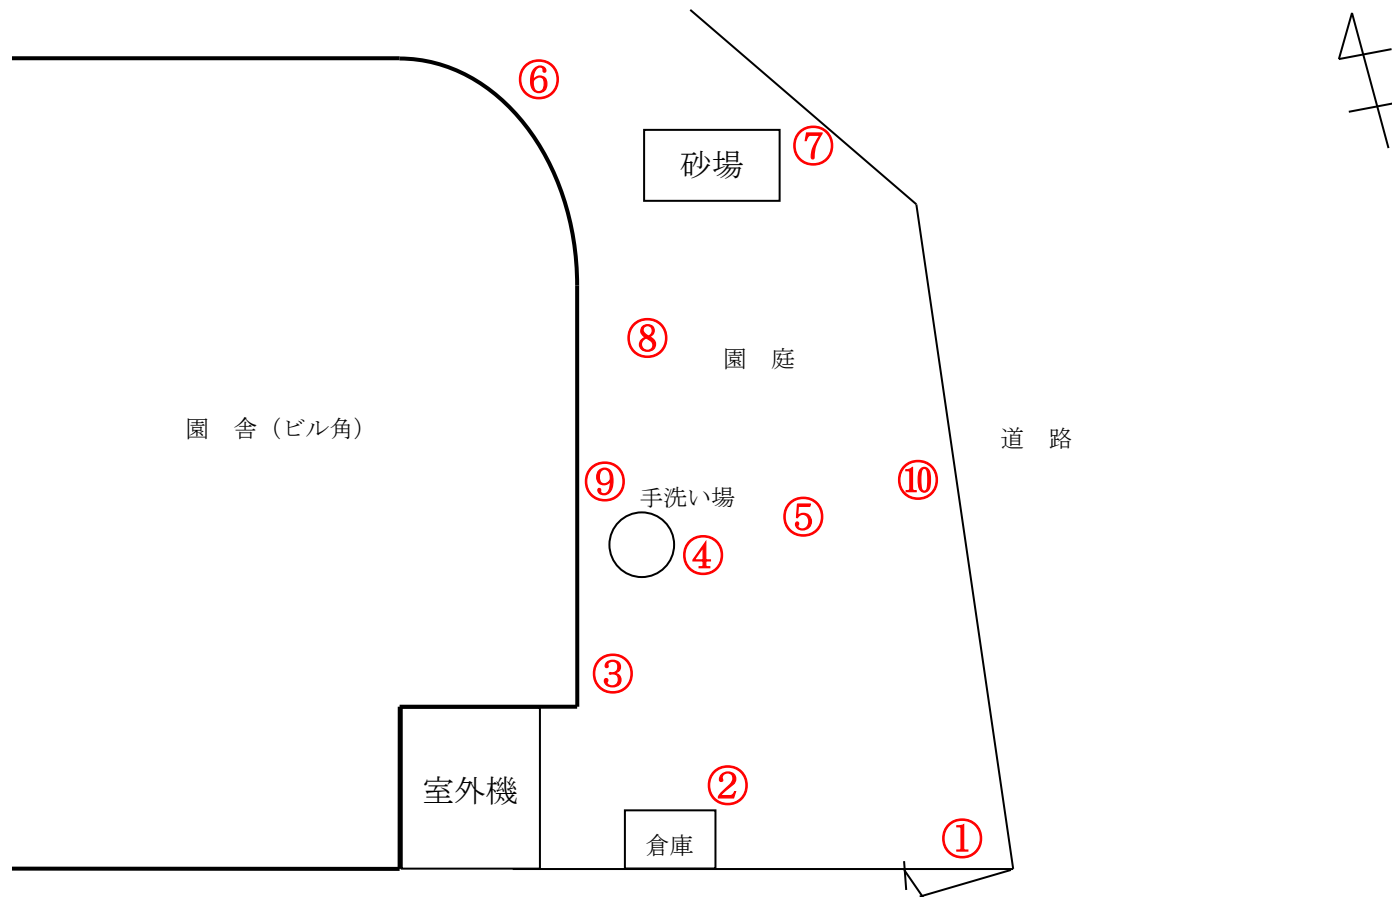 ⑥
⑦
砂場
⑧
園　庭
園　舎（ビル角）
道　路
⑨
手洗い場
⑩
⑤
④
③
室外機
②
倉庫
①